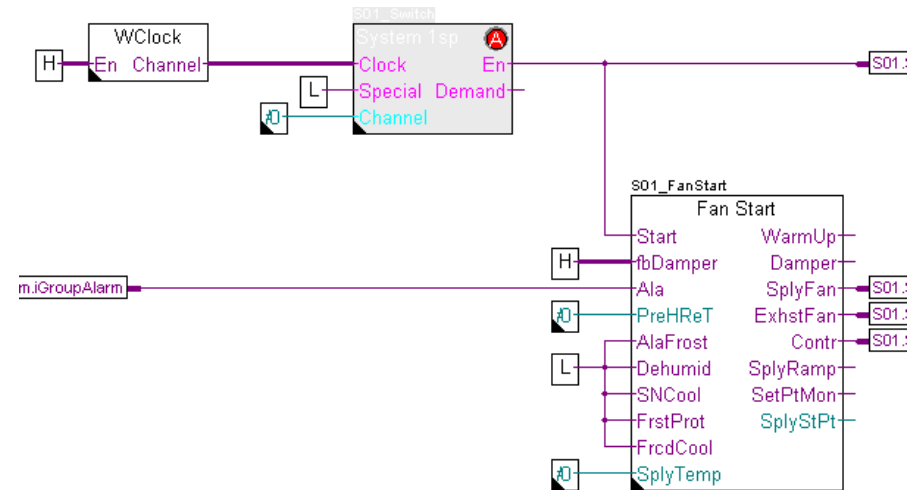 S01_Switch
WClock
System 1sp A
H En Channel Clock En S01.S
L Special Demand
0 Channel
S01_FanStart
Fan Start
Start WarmUp
H fbDamper Damper
m.iGroupAlarm Ala SplyFan S01.S
0 PreHReT ExhstFan S01.S
AlaFrost Contr S01.S
L Dehumid SplyRamp
SNCool SetPtMon
FrstProt SplyStPt
FrcdCool
0 SplyTemp